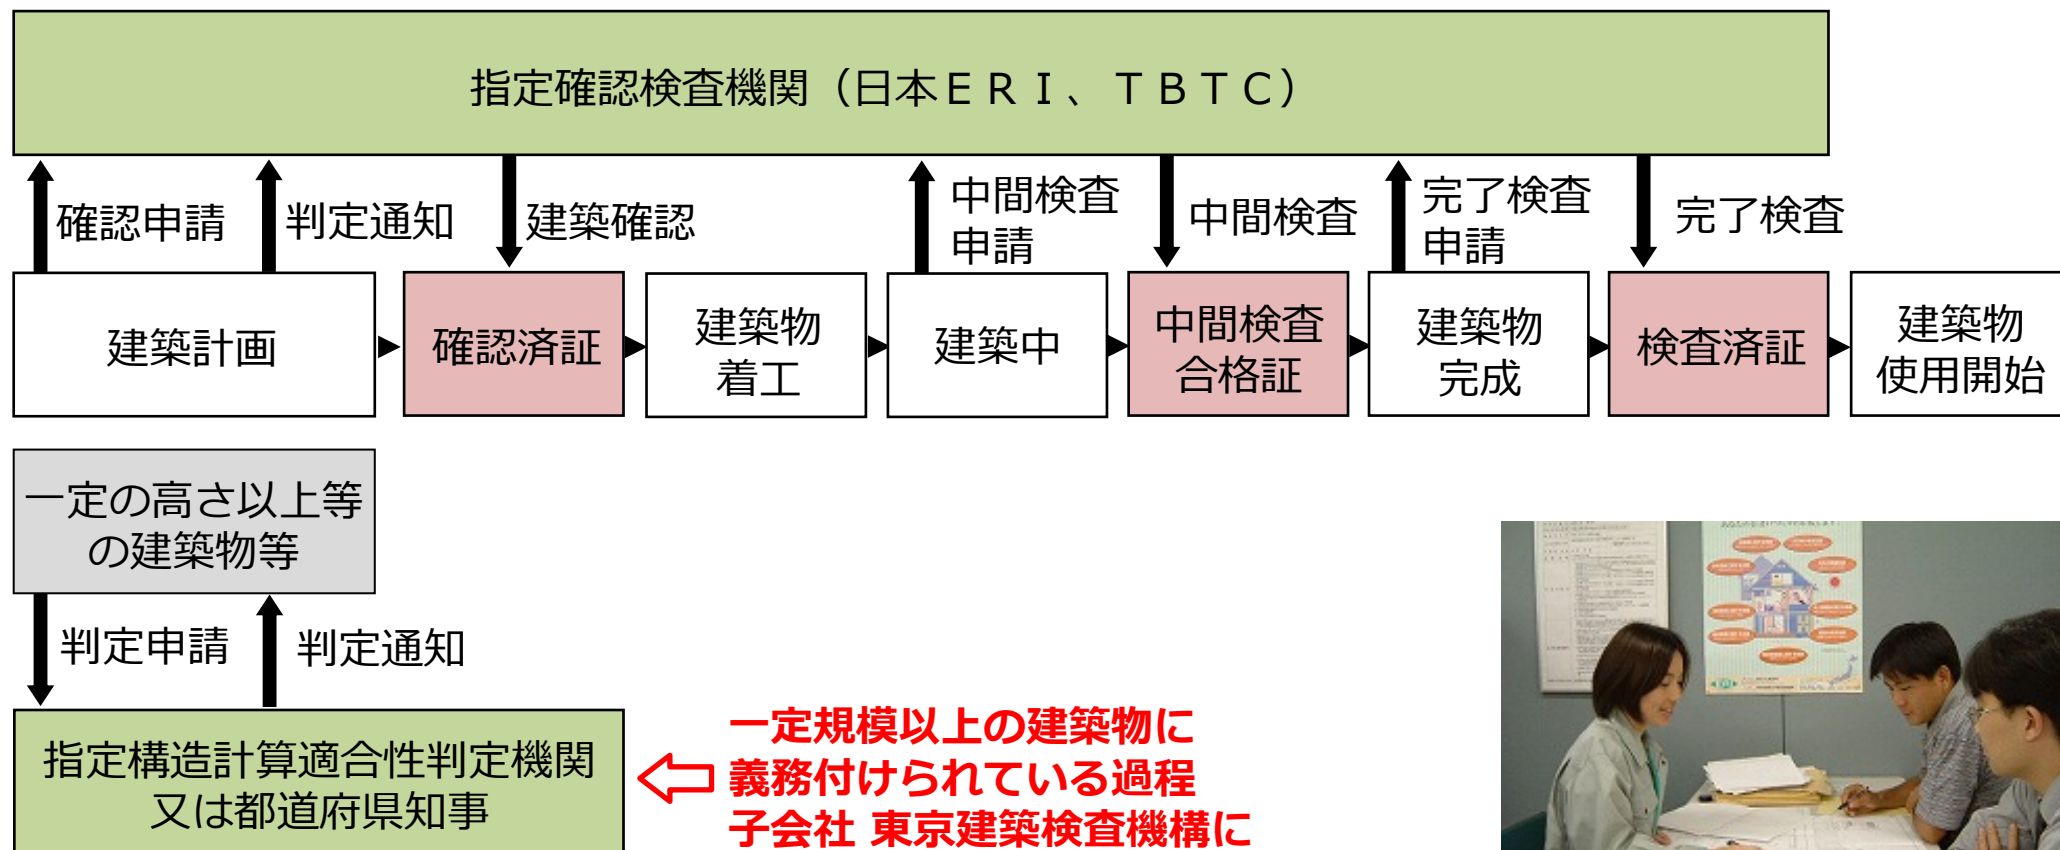 指定確認検査機関（日本ＥＲＩ、ＴＢＴＣ）
確認申請
判定通知
建築確認
中間検査
申請
中間検査
完了検査
申請
完了検査
建築計画
確認済証
建築物
着工
建築中
中間検査
合格証
建築物
完成
検査済証
建築物
使用開始
一定の高さ以上等
の建築物等
判定申請
判定通知
指定構造計算適合性判定機関
又は都道府県知事
一定規模以上の建築物に
義務付けられている過程
子会社 東京建築検査機構に